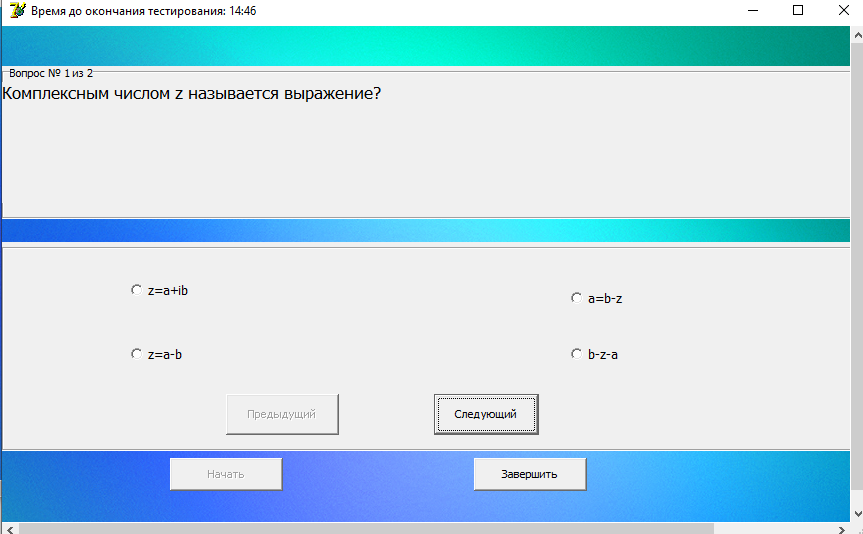 Время до окончания тестирования: 14:46
Вопрос № 1 из 2
Комплексным числом z называется выражение?
z=a+ib
a=b-z
z=a-b
b-z-a
Предыдущий
Следующий
Начать
Завершить